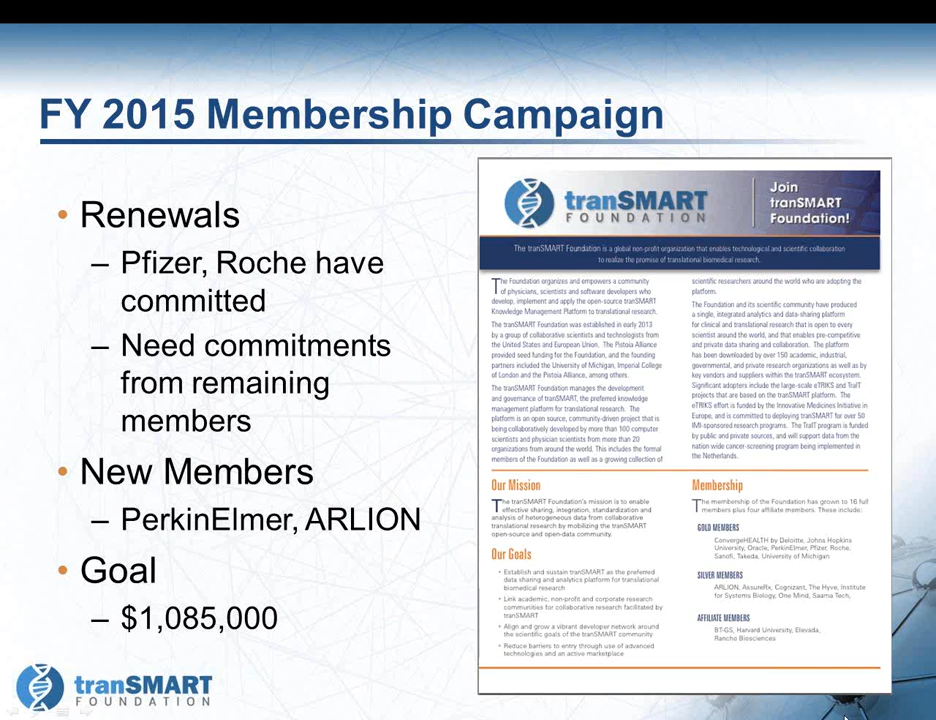 FY 2015 Membership Campaign
• Renewals
– Pfizer, Roche have
committed
– Need commitments
from remaining
members
• New Members
– PerkinElmer, ARLION
• Goal
– $1,085,000
tranSMART
FOUNDATION
tranSMART
FOUNDATION
Join
tranSMART
Foundation!
The tranSMART Foundation is a global non-profit organization that enables technological and scientific collaboration
to realize the promise of translational biomedical research.
The Foundation organizes and empowers a community
of physicians, scientists and software developers who
develop, implement and apply the open-source tranSMART
Knowledge Management Platform to translational research.
The tranSMART Foundation was established in early 2013
by a group of collaborative scientists and technologists from
the United States and European Union. The Pistoia Alliance
provided seed funding for the Foundation, and the founding
partners included the University of Michigan, Imperial College
of London and the Pistoia Alliance, among others.
The tranSMART Foundation manages the development
and governance of tranSMART, the preferred knowledge
management platform for translational research. The
platform is an open source, community-driven project that is
being collaboratively developed by more than 100 computer
scientists and physician scientists from more than 20
organizations from around the world. This includes the formal
members of the Foundation as well as a growing collection of
scientific researchers around the world who are adopting the
platform.
The Foundation and its scientific community have produced
a single, integrated analytics and data-sharing platform
for clinical and translational research that is open to every
scientist around the world, and that enables pre-competitive
and private data sharing and collaboration. The platform
has been downloaded by over 150 academic, industrial,
governmental, and private research organizations as well as by
key vendors and suppliers within the tranSMART ecosystem.
Significant adopters include the large-scale eTRIKS and TraIT
projects that are based on the tranSMART platform. The
eTRIKS effort is funded by the Innovative Medicines Initiative in
Europe, and is committed to deploying tranSMART for over 50
IMI-sponsored research programs. The TraIT program is funded
by public and private sources, and will support data from the
nation wide cancer-screening program being implemented in
the Netherlands.
Our Mission
The tranSMART Foundation's mission is to enable
effective sharing, integration, standardization and
analysis of heterogeneous data from collaborative
translational research by mobilizing the tranSMART
open-source and open-data community.
Our Goals
• Establish and sustain tranSMART as the preferred
data sharing and analytics platform for translational
biomedical research
• Link academic, non-profit and corporate research
communities for collaborative research facilitated by
tranSMART
• Align and grow a vibrant developer network around
the scientific goals of the tranSMART community
• Reduce barriers to entry through use of advanced
technologies and an active marketplace
Membership
The membership of the Foundation has grown to 16 full
members plus four affiliate members. These include:
GOLD MEMBERS
ConvergeHEALTH by Deloitte, Johns Hopkins
University, Oracle, PerkinElmer, Pfizer, Roche,
Sanofi, Takeda, University of Michigan
SILVER MEMBERS
ARLION, AssureRx, Cognizant, The Hyve, Institute
for Systems Biology, One Mind, Saama Tech,
AFFILIATE MEMBERS
BT-GS, Harvard University, Elevada,
Rancho Biosciences